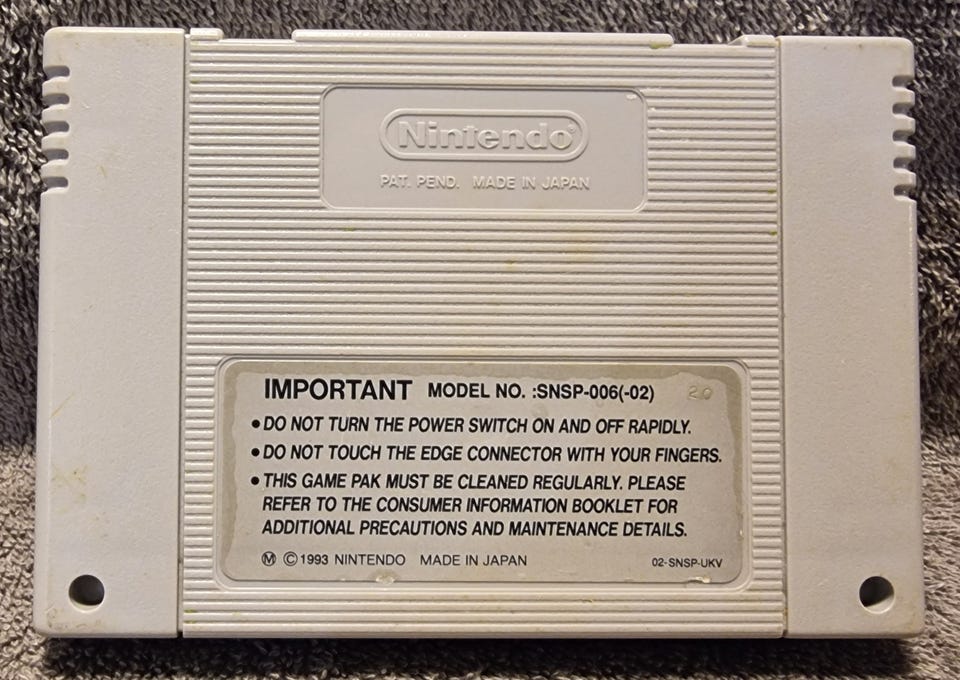 Nintendo®
PAT. PEND. MADE IN JAPAN
IMPORTANT MODEL NO. :SNSP-006(-02) 20
• DO NOT TURN THE POWER SWITCH ON AND OFF RAPIDLY.
• DO NOT TOUCH THE EDGE CONNECTOR WITH YOUR FINGERS.
• THIS GAME PAK MUST BE CLEANED REGULARLY. PLEASE
REFER TO THE CONSUMER INFORMATION BOOKLET FOR
ADDITIONAL PRECAUTIONS AND MAINTENANCE DETAILS.
Ⓜ ©1993 NINTENDO MADE IN JAPAN 02-SNSP-UKV